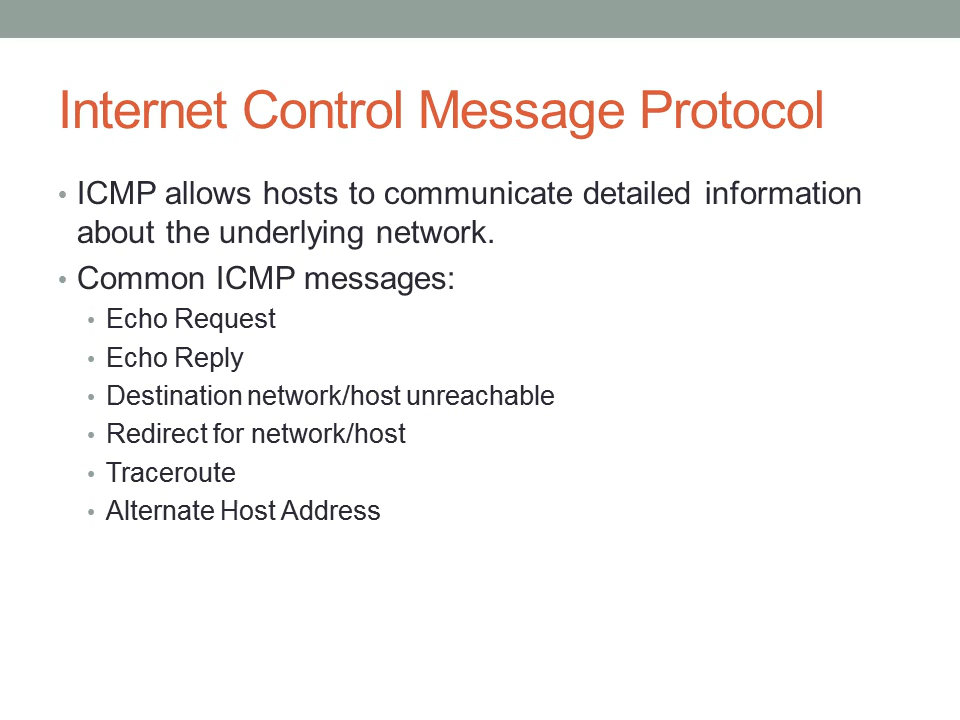 Internet Control Message Protocol
• ICMP allows hosts to communicate detailed information
about the underlying network.
• Common ICMP messages:
• Echo Request
• Echo Reply
• Destination network/host unreachable
• Redirect for network/host
• Traceroute
• Alternate Host Address